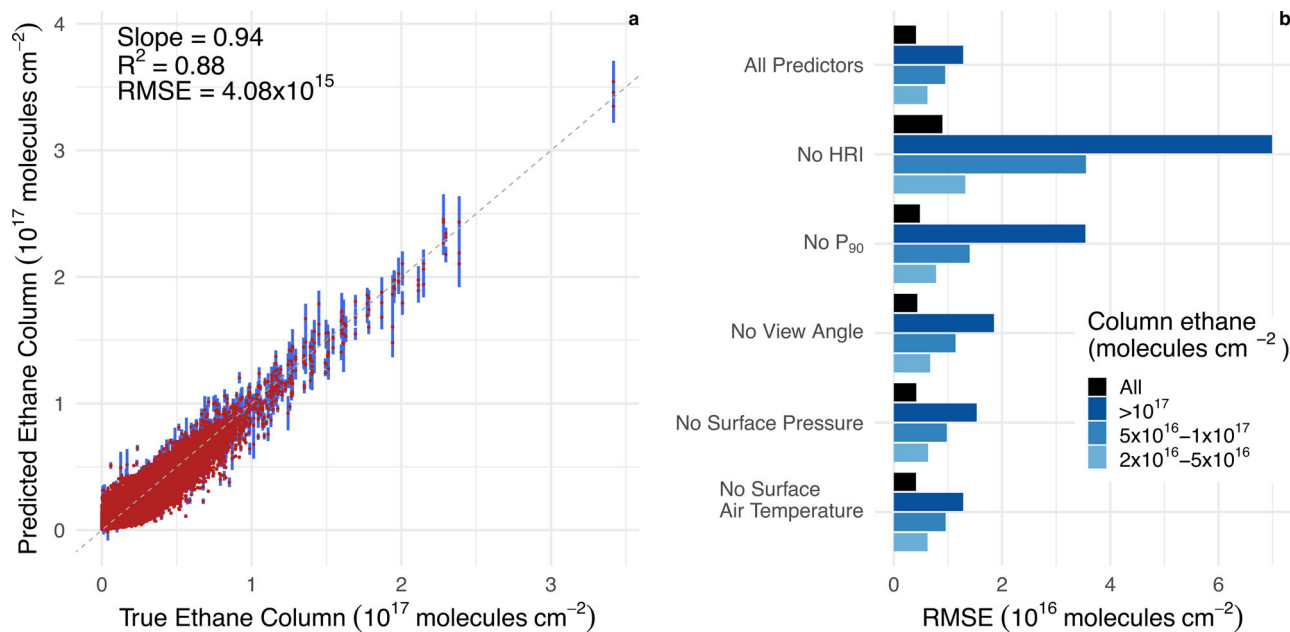 a
Slope = 0.94
R² = 0.88
RMSE = 4.08x10¹⁵
Predicted Ethane Column (10¹⁷ molecules cm⁻²)
4
3
2
1
0
0
1
2
3
True Ethane Column (10¹⁷ molecules cm⁻²)
b
All Predictors
No HRI
No P₉₀
No View Angle
No Surface Pressure
No Surface
Air Temperature
Column ethane
(molecules cm ⁻²)
All
>10¹⁷
5x10¹⁶−1x10¹⁷
2x10¹⁶−5x10¹⁶
0
2
4
6
RMSE (10¹⁶ molecules cm⁻²)